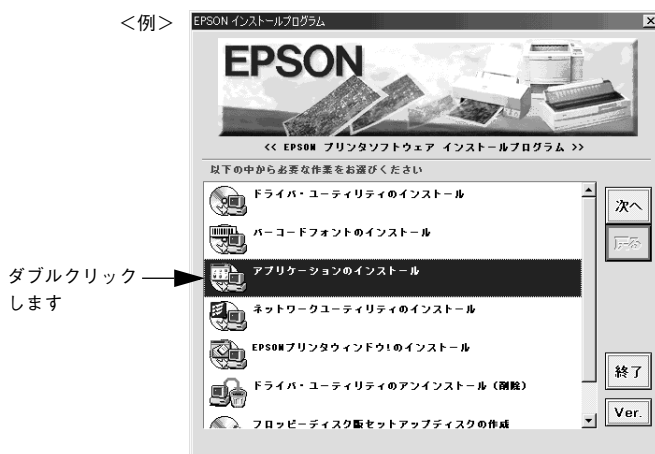 ＜例＞
EPSON インストールプログラム
EPSON
<< EPSON プリンタソフトウェア インストールプログラム >>
以下の中から必要な作業をお選びください
ドライバ・ユーティリティのインストール
バーコードフォントのインストール
アプリケーションのインストール
ネットワークユーティリティのインストール
EPSONプリンタウィンドウ!のインストール
ドライバ・ユーティリティのアンインストール（削除）
フロッピーディスク版セットアップディスクの作成
次へ
戻る
終了
Ver.
ダブルクリック
します